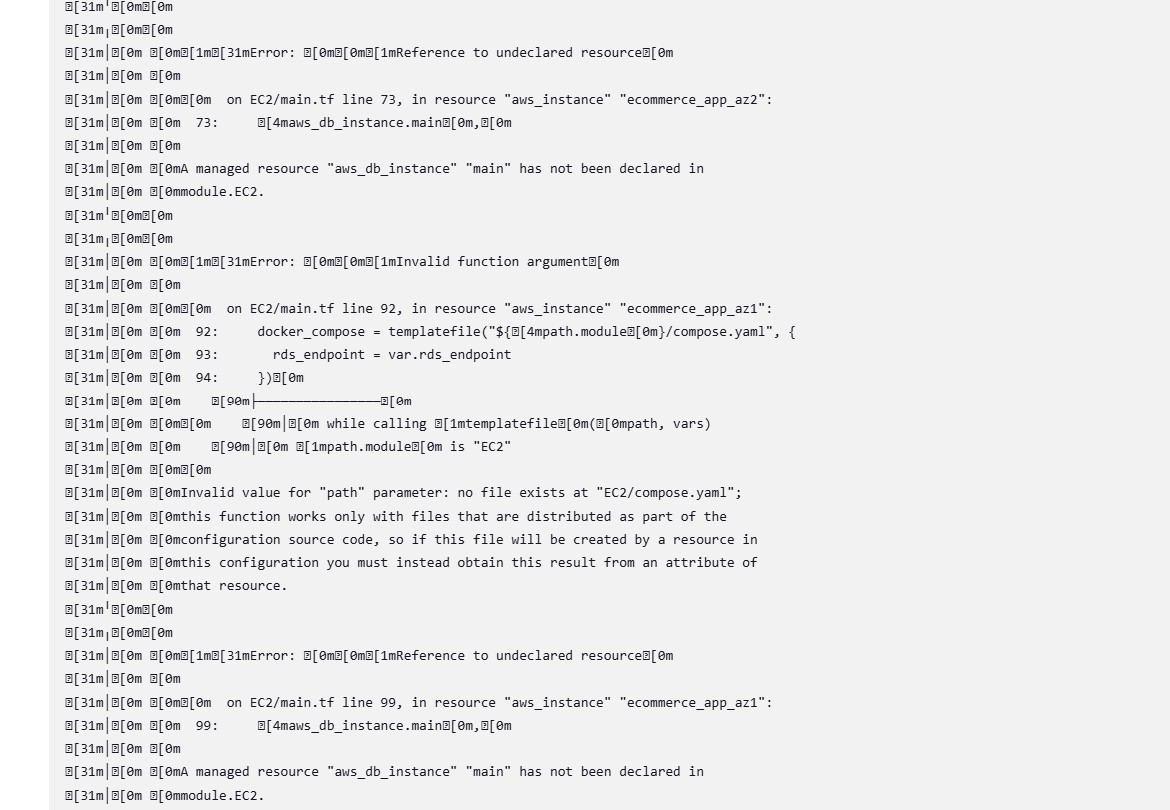 ␛[31m╵␛[0m␛[0m
␛[31m╷␛[0m␛[0m
␛[31m│␛[0m ␛[0m␛[1m␛[31mError: ␛[0m␛[0m␛[1mReference to undeclared resource␛[0m
␛[31m│␛[0m ␛[0m
␛[31m│␛[0m ␛[0m␛[0m  on EC2/main.tf line 73, in resource "aws_instance" "ecommerce_app_az2":
␛[31m│␛[0m ␛[0m  73:     ␛[4maws_db_instance.main␛[0m,␛[0m
␛[31m│␛[0m ␛[0m
␛[31m│␛[0m ␛[0mA managed resource "aws_db_instance" "main" has not been declared in
␛[31m│␛[0m ␛[0mmodule.EC2.
␛[31m╵␛[0m␛[0m
␛[31m╷␛[0m␛[0m
␛[31m│␛[0m ␛[0m␛[1m␛[31mError: ␛[0m␛[0m␛[1mInvalid function argument␛[0m
␛[31m│␛[0m ␛[0m
␛[31m│␛[0m ␛[0m␛[0m  on EC2/main.tf line 92, in resource "aws_instance" "ecommerce_app_az1":
␛[31m│␛[0m ␛[0m  92:     docker_compose = templatefile("${␛[4mpath.module␛[0m}/compose.yaml", {
␛[31m│␛[0m ␛[0m  93:       rds_endpoint = var.rds_endpoint
␛[31m│␛[0m ␛[0m  94:     })␛[0m
␛[31m│␛[0m ␛[0m    ␛[90m├────────────────␛[0m
␛[31m│␛[0m ␛[0m␛[0m    ␛[90m│␛[0m while calling ␛[1mtemplatefile␛[0m(␛[0mpath, vars)
␛[31m│␛[0m ␛[0m    ␛[90m│␛[0m ␛[1mpath.module␛[0m is "EC2"
␛[31m│␛[0m ␛[0m␛[0m
␛[31m│␛[0m ␛[0mInvalid value for "path" parameter: no file exists at "EC2/compose.yaml";
␛[31m│␛[0m ␛[0mthis function works only with files that are distributed as part of the
␛[31m│␛[0m ␛[0mconfiguration source code, so if this file will be created by a resource in
␛[31m│␛[0m ␛[0mthis configuration you must instead obtain this result from an attribute of
␛[31m│␛[0m ␛[0mthat resource.
␛[31m╵␛[0m␛[0m
␛[31m╷␛[0m␛[0m
␛[31m│␛[0m ␛[0m␛[1m␛[31mError: ␛[0m␛[0m␛[1mReference to undeclared resource␛[0m
␛[31m│␛[0m ␛[0m
␛[31m│␛[0m ␛[0m␛[0m  on EC2/main.tf line 99, in resource "aws_instance" "ecommerce_app_az1":
␛[31m│␛[0m ␛[0m  99:     ␛[4maws_db_instance.main␛[0m,␛[0m
␛[31m│␛[0m ␛[0m
␛[31m│␛[0m ␛[0mA managed resource "aws_db_instance" "main" has not been declared in
␛[31m│␛[0m ␛[0mmodule.EC2.